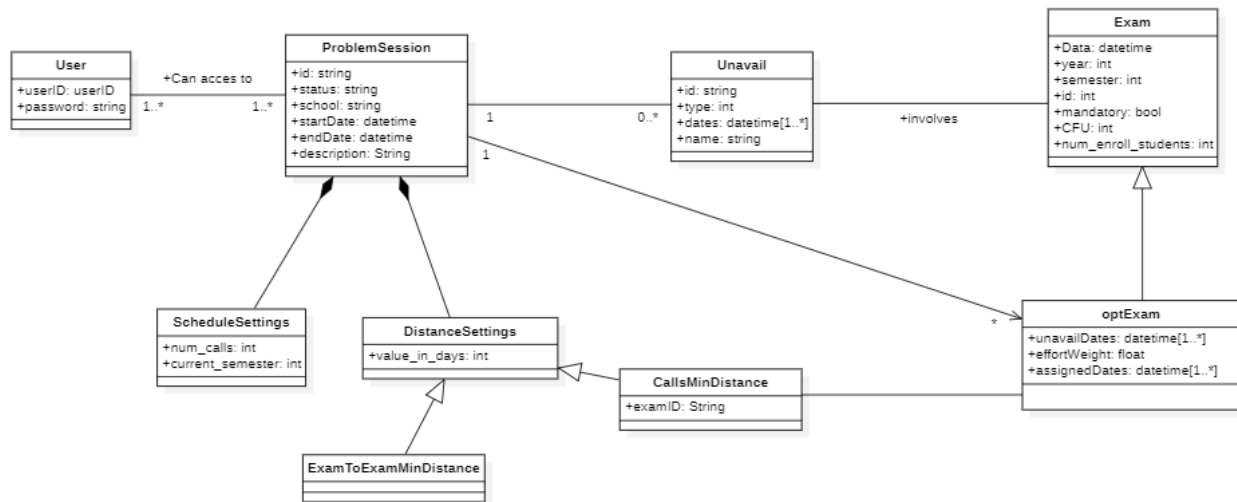 User
+userID: userID
+password: string
+Can acces to
1..*
1..*
ProblemSession
+id: string
+status: string
+school: string
+startDate: datetime
+endDate: datetime
+description: String
1
0..*
1
Unavail
+id: string
+type: int
+dates: datetime[1..*]
+name: string
+involves
Exam
+Data: datetime
+year: int
+semester: int
+id: int
+mandatory: bool
+CFU: int
+num_enroll_students: int
ScheduleSettings
+num_calls: int
+current_semester: int
DistanceSettings
+value_in_days: int
CallsMinDistance
+examID: String
*
optExam
+unavailDates: datetime[1..*]
+effortWeight: float
+assignedDates: datetime[1..*]
ExamToExamMinDistance